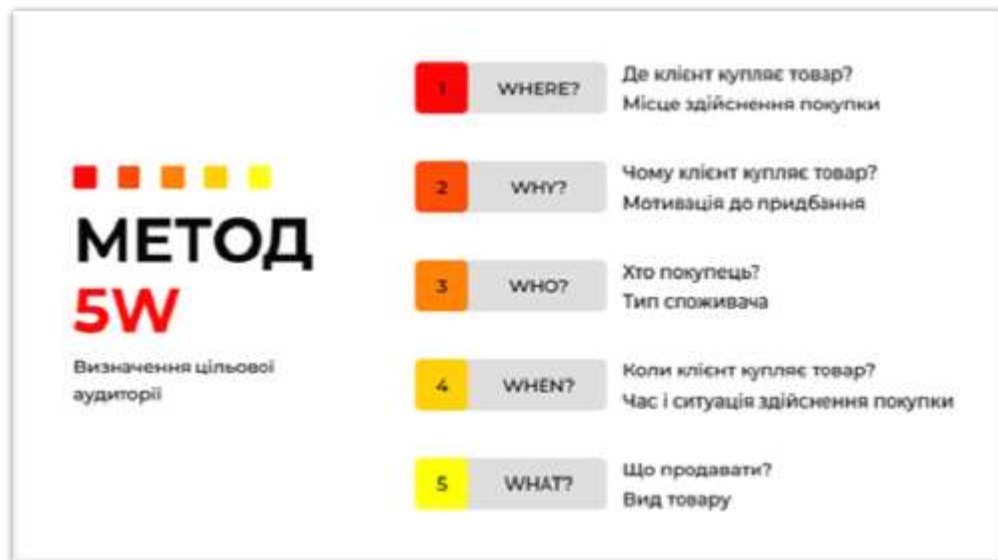 МЕТОД
5W
Визначення цільової
аудиторії
1 WHERE?
Де клієнт купляє товар?
Місце здійснення покупки
2 WHY?
Чому клієнт купляє товар?
Мотивація до придбання
3 WHO?
Хто покупець?
Тип споживача
4 WHEN?
Коли клієнт купляє товар?
Час і ситуація здійснення покупки
5 WHAT?
Що продавати?
Вид товару